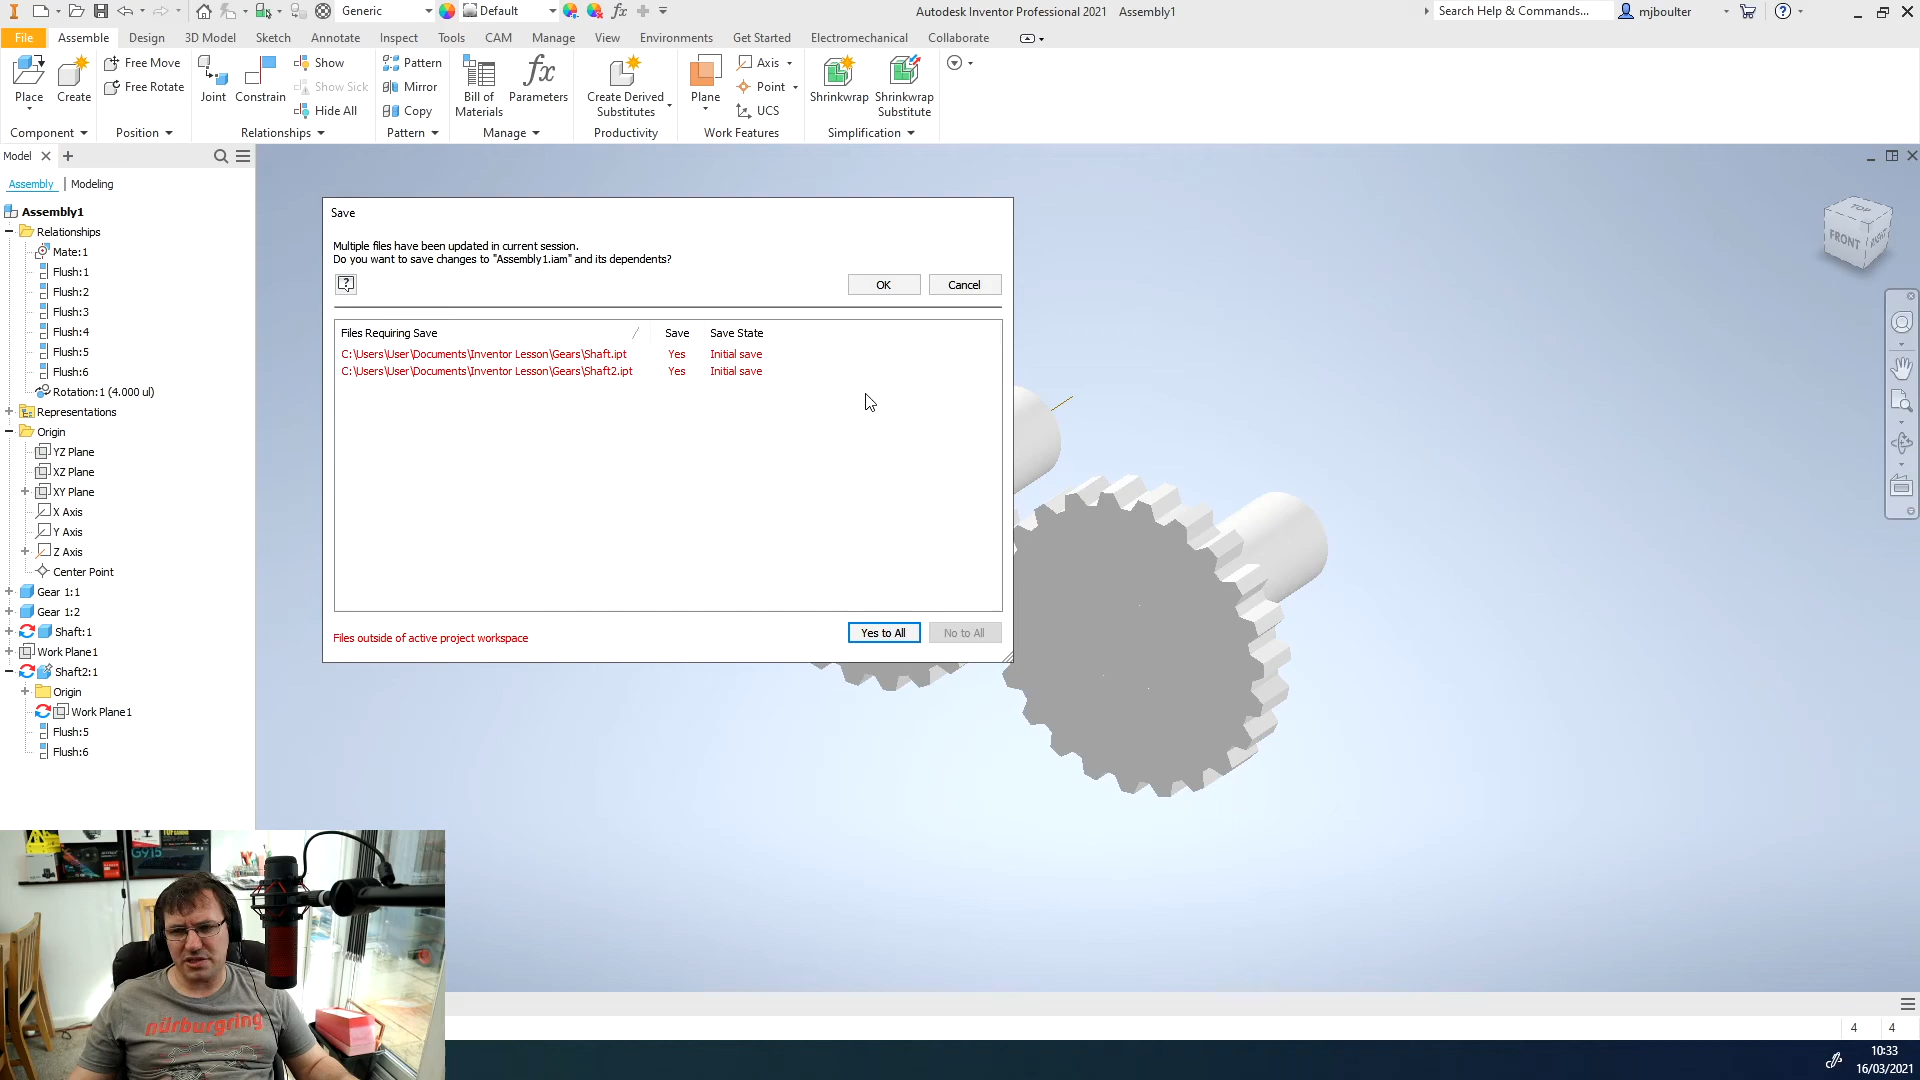 Generic
Default
fx
Autodesk Inventor Professional 2021 Assembly1
Search Help & Commands...
mjboulter
File
Assemble
Design
3D Model
Sketch
Annotate
Inspect
Tools
CAM
Manage
View
Environments
Get Started
Electromechanical
Collaborate
Place
Create
Free Move
Free Rotate
Joint
Constrain
Show
Show Sick
Hide All
Pattern
Mirror
Copy
Bill of
Materials
fx
Parameters
Create Derived
Substitutes
Plane
Axis
Point
UCS
Shrinkwrap
Shrinkwrap
Substitute
Component
Position
Relationships
Pattern
Manage
Productivity
Work Features
Simplification
Model
Assembly | Modeling
Assembly1
Relationships
Mate:1
Flush:1
Flush:2
Flush:3
Flush:4
Flush:5
Flush:6
Rotation:1 (4.000 ul)
Representations
Origin
YZ Plane
XZ Plane
XY Plane
X Axis
Y Axis
Z Axis
Center Point
Gear 1:1
Gear 1:2
Shaft:1
Work Plane1
Shaft2:1
Origin
Work Plane1
Flush:5
Flush:6
Save
Multiple files have been updated in current session.
Do you want to save changes to "Assembly1.iam" and its dependents?
OK
Cancel
Files Requiring Save
Save
Save State
C:\Users\User\Documents\Inventor Lesson\Gears\Shaft.ipt Yes Initial save
C:\Users\User\Documents\Inventor Lesson\Gears\Shaft2.ipt Yes Initial save
Files outside of active project workspace
Yes to All
No to All
TOP
FRONT
RIGHT
G915
nürburgring
4 4
10:33
16/03/2021